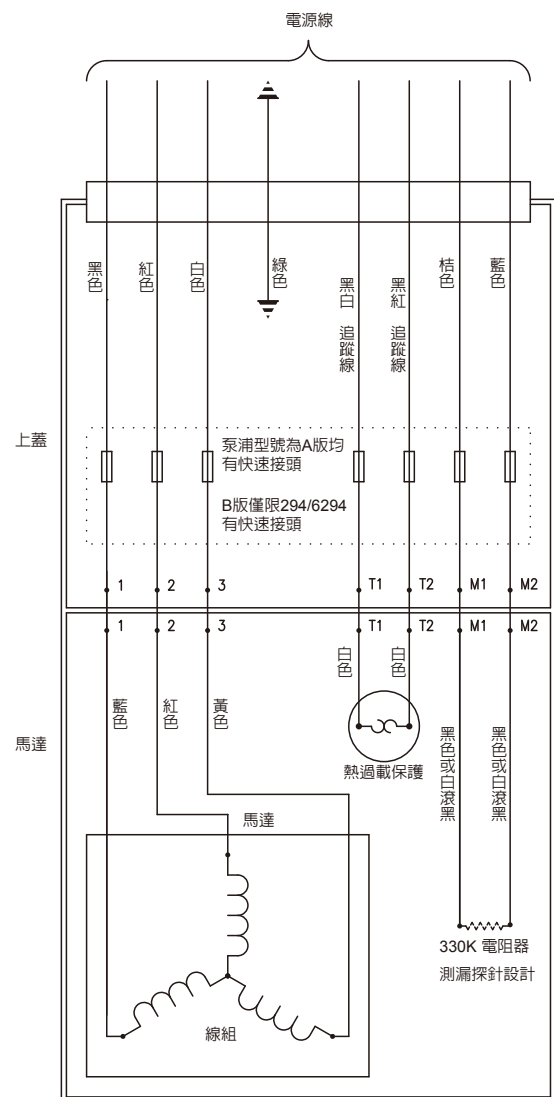 電源線
黑色
紅色
白色
綠色
黑白 追蹤線
黑紅 追蹤線
桔色
藍色
上蓋
泵浦型號為A版均
有快速接頭
B版僅限294/6294
有快速接頭
1
2
3
T1
T2
M1
M2
1
2
3
T1
T2
M1
M2
馬達
藍色
紅色
黃色
白色
白色
熱過載保護
黑色或白滾黑
黑色或白滾黑
馬達
線組
330K 電阻器
測漏探針設計